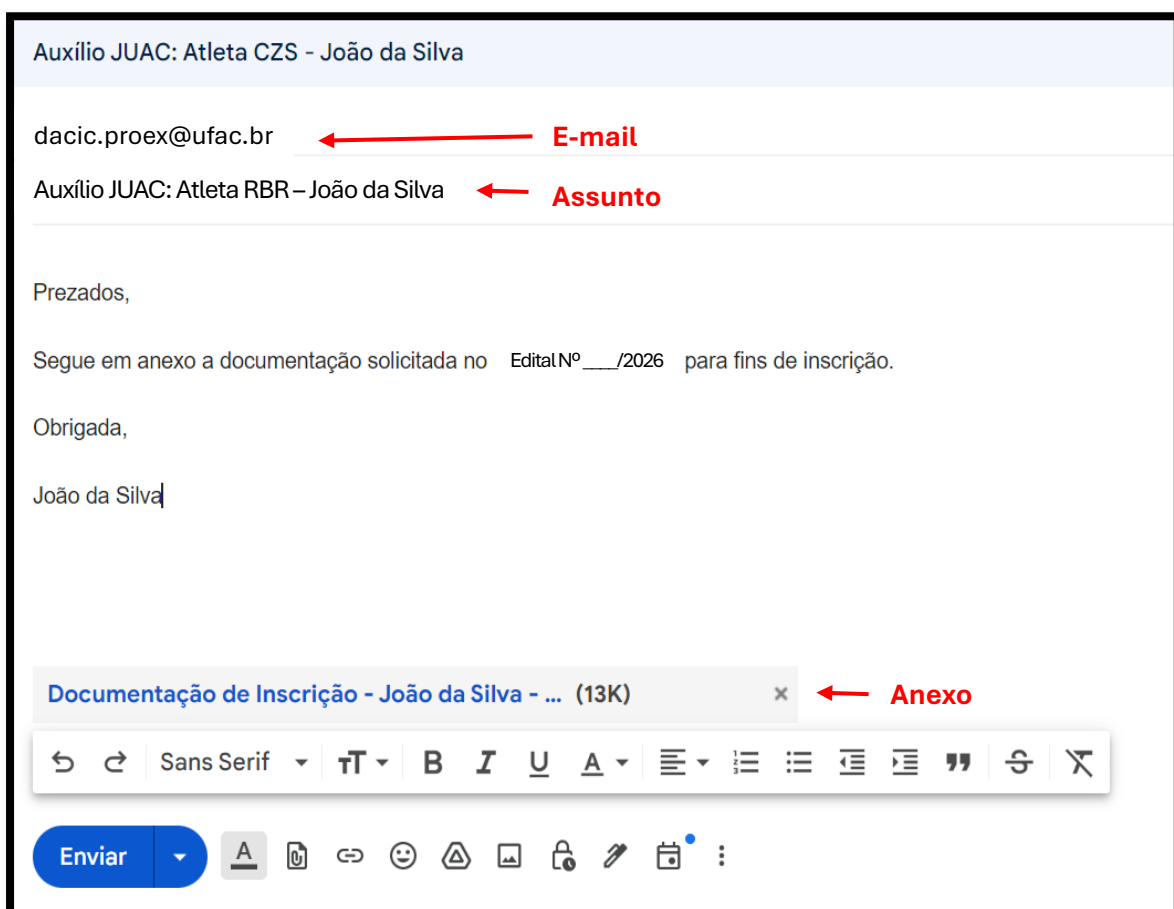 Auxílio JUAC: Atleta CZS - João da Silva
dacic.proex@ufac.br E-mail
Auxílio JUAC: Atleta RBR – João da Silva Assunto
Prezados,
Segue em anexo a documentação solicitada no Edital Nº ____/2026 para fins de inscrição.
Obrigada,
João da Silva
Documentação de Inscrição - João da Silva - ... (13K) × Anexo
Sans Serif
Enviar